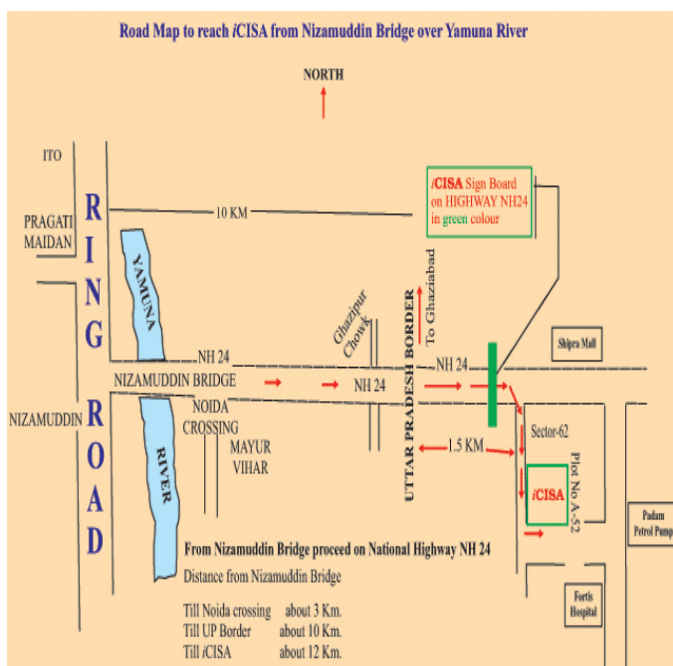 Road Map to reach iCISA from Nizamuddin Bridge over Yamuna River
NORTH
ITO
PRAGATI
MAIDAN
RING ROAD
10 KM
iCISA Sign Board
on HIGHWAY NH24
in green colour
YAMUNA
RIVER
Ghazipur
Chowk
UTTAR PRADESH BORDER
To Ghaziabad
Shipra Mall
NH 24
NH 24
NIZAMUDDIN BRIDGE
NH 24
NIZAMUDDIN
NOIDA
CROSSING
MAYUR
VIHAR
1.5 KM
Sector-62
iCISA
Plot No A-52
Padam
Petrol Pump
Fortis
Hospital
From Nizamuddin Bridge proceed on National Highway NH 24
Distance from Nizamuddin Bridge
Till Noida crossing about 3 Km.
Till UP Border about 10 Km.
Till iCISA about 12 Km.